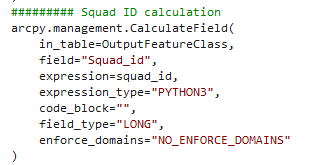 ######### Squad ID calculation
arcpy.management.CalculateField(
    in_table=OutputFeatureClass,
    field="Squad_id",
    expression=squad_id,
    expression_type="PYTHON3",
    code_block="",
    field_type="LONG",
    enforce_domains="NO_ENFORCE_DOMAINS"
)